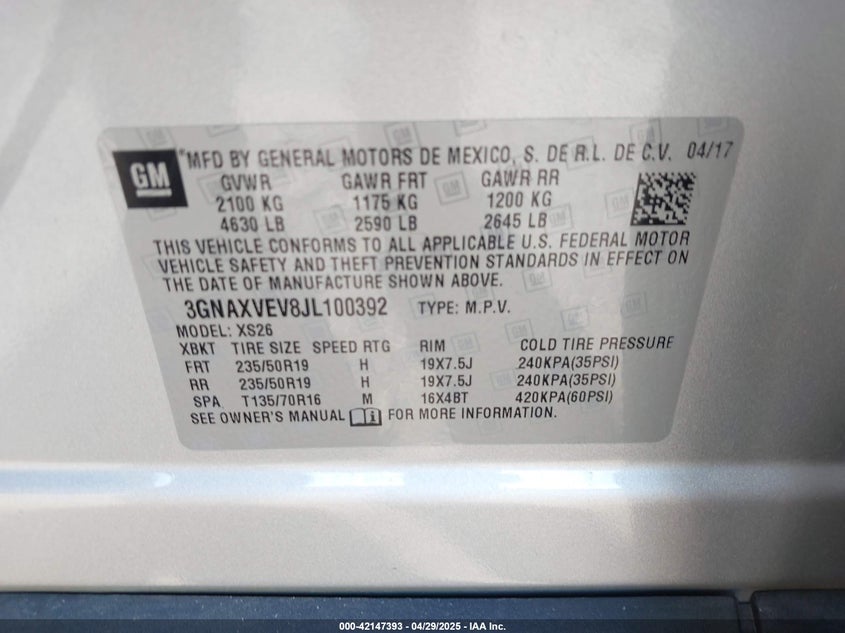 GM
*MFD BY GENERAL MOTORS DE MEXICO, S. DE R.L. DE C.V. 04/17
GVWR GAWR FRT GAWR RR
2100 KG 1175 KG 1200 KG
4630 LB 2590 LB 2645 LB
THIS VEHICLE CONFORMS TO ALL APPLICABLE U.S. FEDERAL MOTOR
VEHICLE SAFETY AND THEFT PREVENTION STANDARDS IN EFFECT ON
THE DATE OF MANUFACTURE SHOWN ABOVE.
3GNAXVEV8JL100392 TYPE: M.P.V.
MODEL: XS26
XBKT TIRE SIZE SPEED RTG RIM COLD TIRE PRESSURE
FRT 235/50R19 H 19X7.5J 240KPA(35PSI)
RR 235/50R19 H 19X7.5J 240KPA(35PSI)
SPA T135/70R16 M 16X4BT 420KPA(60PSI)
SEE OWNER'S MANUAL FOR MORE INFORMATION.
000-42147393 - 04/29/2025 - IAA Inc.